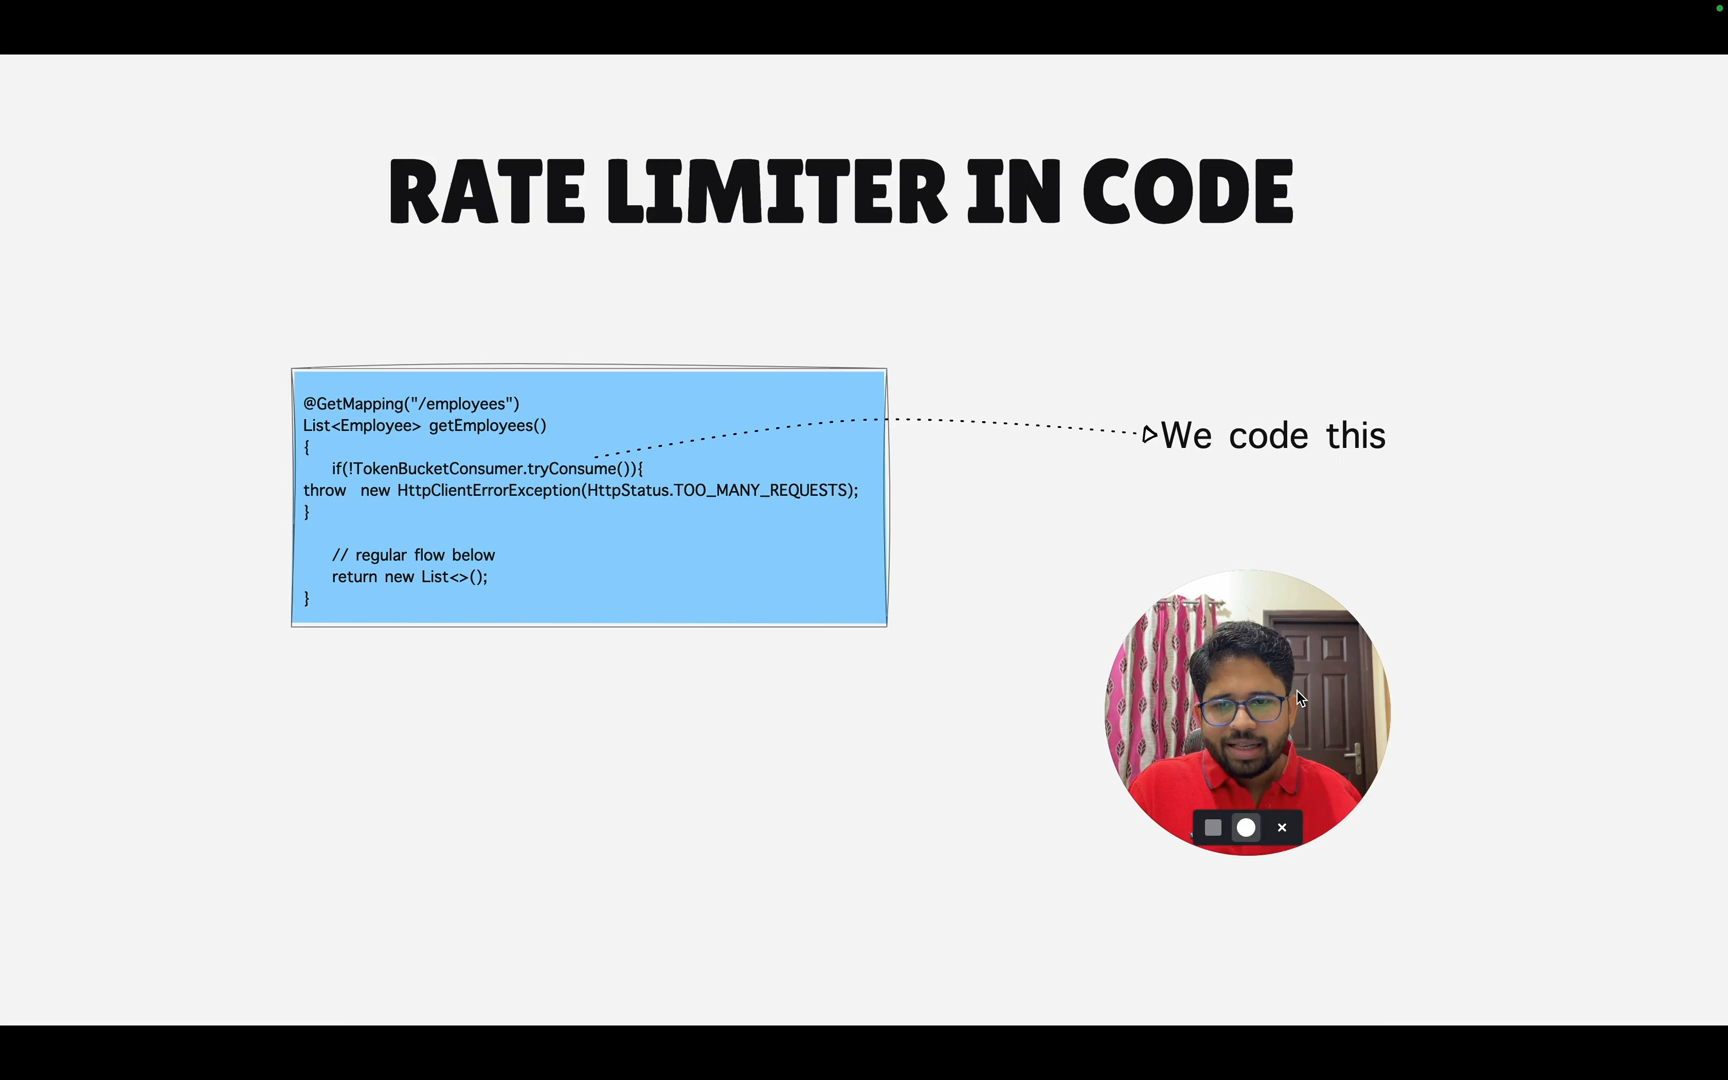 RATE LIMITER IN CODE
@GetMapping("/employees")
List<Employee> getEmployees()
{
if(!TokenBucketConsumer.tryConsume()){
throw new HttpClientErrorException(HttpStatus.TOO_MANY_REQUESTS);
}
// regular flow below
return new List<>();
}
We code this